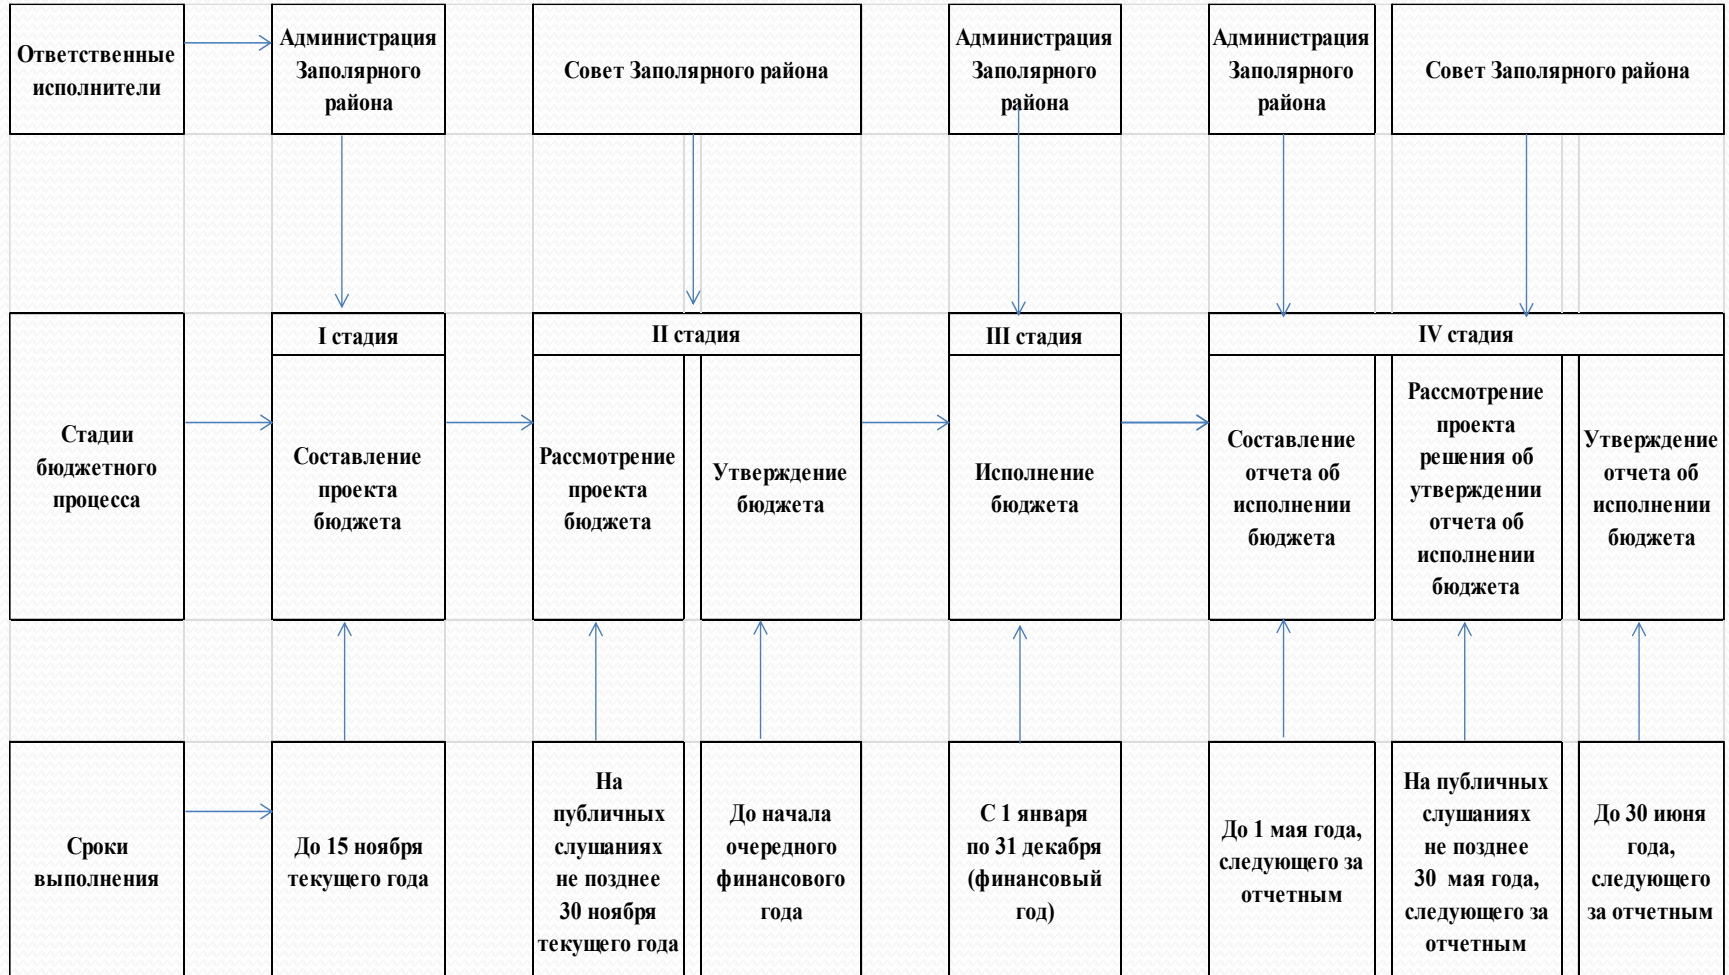 Ответственные
исполнители
Администрация
Заполярного
района
Совет Заполярного района
Администрация
Заполярного
района
Администрация
Заполярного
района
Совет Заполярного района
Стадии
бюджетного
процесса
I стадия
Составление
проекта
бюджета
II стадия
Рассмотрение
проекта
бюджета
Утверждение
бюджета
III стадия
Исполнение
бюджета
IV стадия
Составление
отчета об
исполнении
бюджета
Рассмотрение
проекта
решения об
утверждении
отчета об
исполнении
бюджета
Утверждение
отчета об
исполнении
бюджета
Сроки
выполнения
До 15 ноября
текущего года
На
публичных
слушаниях
не позднее
30 ноября
текущего года
До начала
очередного
финансового
года
С 1 января
по 31 декабря
(финансовый
год)
До 1 мая года,
следующего за
отчетным
На публичных
слушаниях
не позднее
30 мая года,
следующего за
отчетным
До 30 июня
года,
следующего
за отчетным